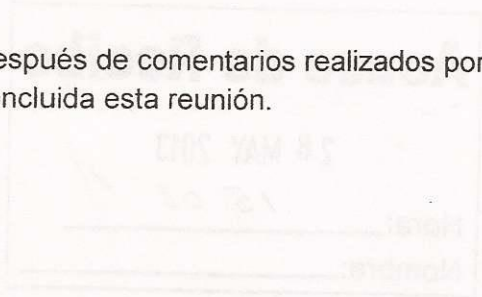 espués de comentarios realizados por
ncluida esta reunión.
28 MAY 2013
Hora:
Nombre: